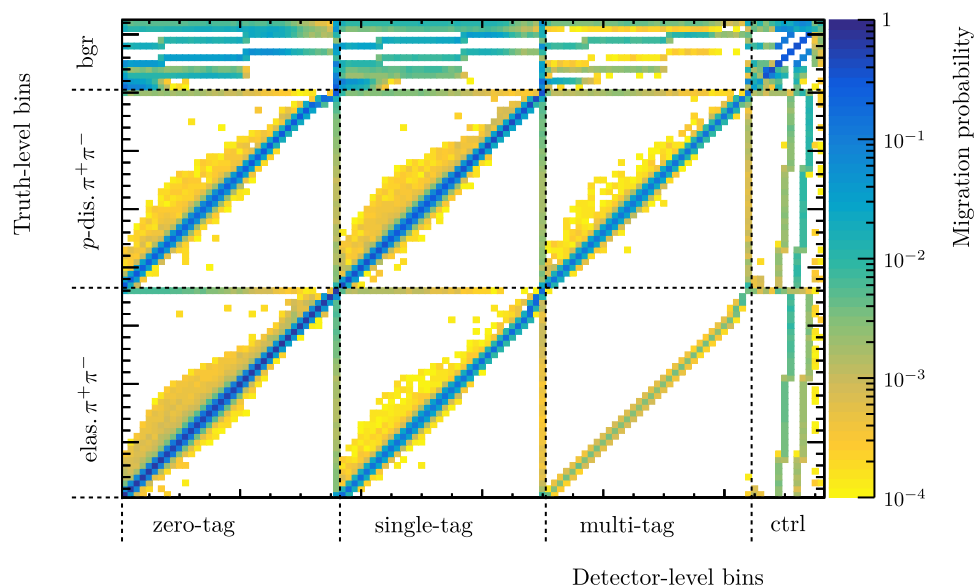 Truth-level bins
bgr
p-dis. π⁺π⁻
elas. π⁺π⁻
zero-tag
single-tag
multi-tag
ctrl
Detector-level bins
1
10⁻¹
10⁻²
10⁻³
10⁻⁴
Migration probability